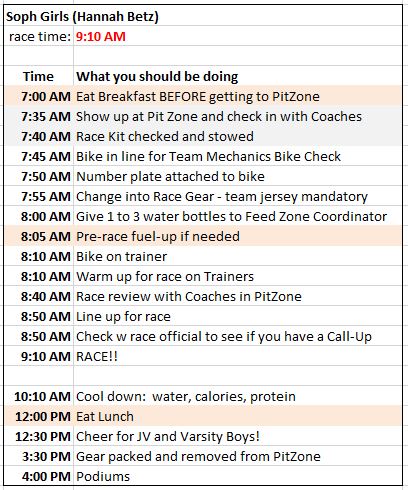 Soph Girls (Hannah Betz)
race time: 9:10 AM
Time What you should be doing
7:00 AM Eat Breakfast BEFORE getting to PitZone
7:35 AM Show up at Pit Zone and check in with Coaches
7:40 AM Race Kit checked and stowed
7:45 AM Bike in line for Team Mechanics Bike Check
7:50 AM Number plate attached to bike
7:55 AM Change into Race Gear - team jersey mandatory
8:00 AM Give 1 to 3 water bottles to Feed Zone Coordinator
8:05 AM Pre-race fuel-up if needed
8:10 AM Bike on trainer
8:10 AM Warm up for race on Trainers
8:40 AM Race review with Coaches in PitZone
8:50 AM Line up for race
8:50 AM Check w race official to see if you have a Call-Up
9:10 AM RACE!!
10:10 AM Cool down: water, calories, protein
12:00 PM Eat Lunch
12:30 PM Cheer for JV and Varsity Boys!
3:30 PM Gear packed and removed from PitZone
4:00 PM Podiums